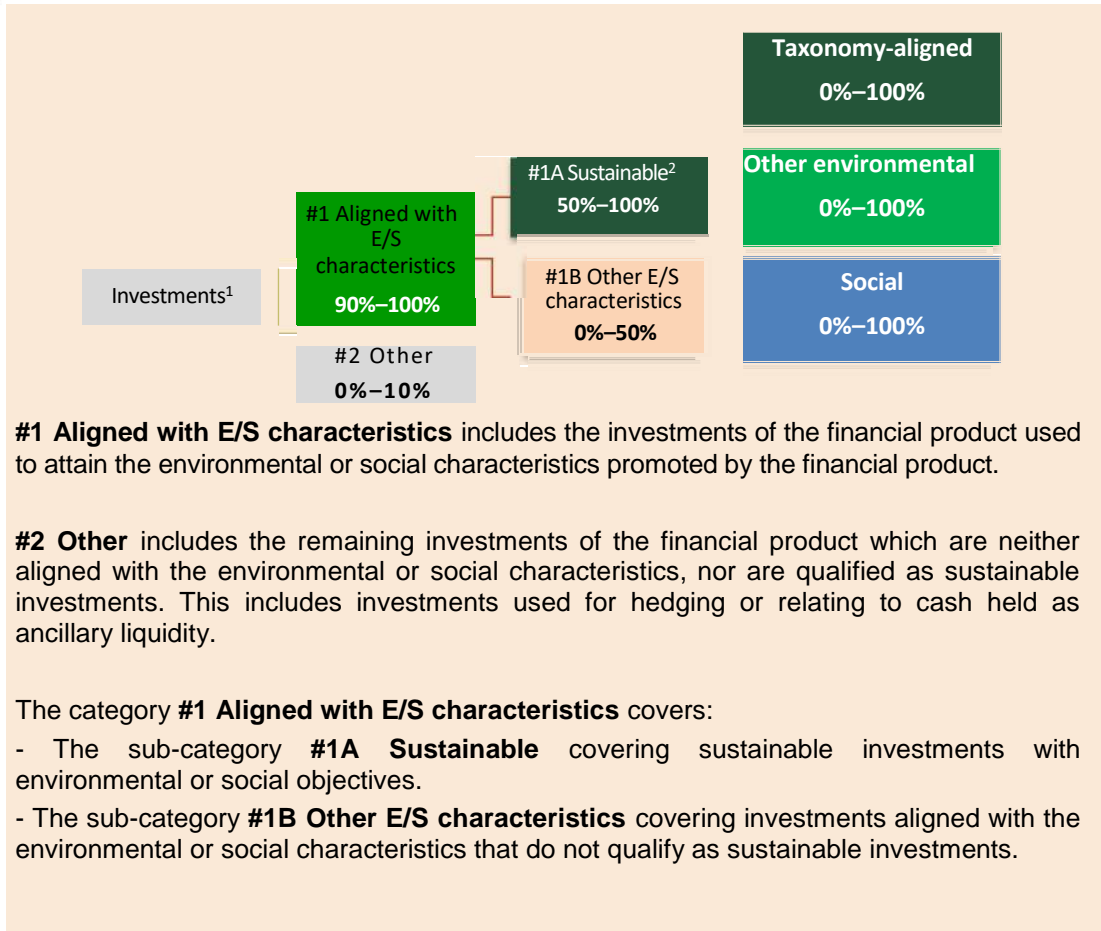 Taxonomy-aligned
0%–100%
#1A Sustainable²
50%–100%
Other environmental
0%–100%
#1 Aligned with
E/S
characteristics
90%–100%
Investments¹
#1B Other E/S
characteristics
0%–50%
Social
0%–100%
#2 Other
0%–10%
#1 Aligned with E/S characteristics includes the investments of the financial product used
to attain the environmental or social characteristics promoted by the financial product.
#2 Other includes the remaining investments of the financial product which are neither
aligned with the environmental or social characteristics, nor are qualified as sustainable
investments. This includes investments used for hedging or relating to cash held as
ancillary liquidity.
The category #1 Aligned with E/S characteristics covers:
- The sub-category #1A Sustainable covering sustainable investments with
environmental or social objectives.
- The sub-category #1B Other E/S characteristics covering investments aligned with the
environmental or social characteristics that do not qualify as sustainable investments.